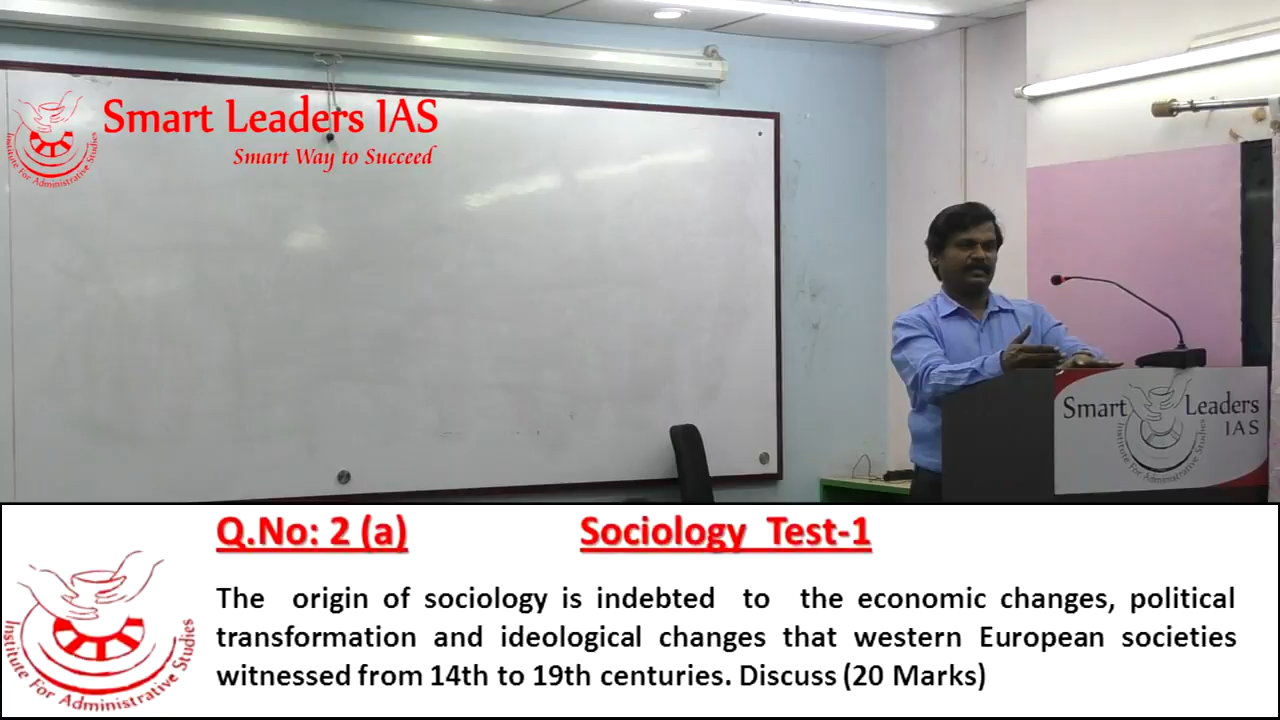 Smart Leaders IAS
Smart Way to Succeed
Institute For Administrative Studies
Smart Leaders
IAS
Institute For Administrative Studies
Q.No: 2 (a) Sociology Test-1
The origin of sociology is indebted to the economic changes, political
transformation and ideological changes that western European societies
witnessed from 14th to 19th centuries. Discuss (20 Marks)
Institute For Administrative Studies